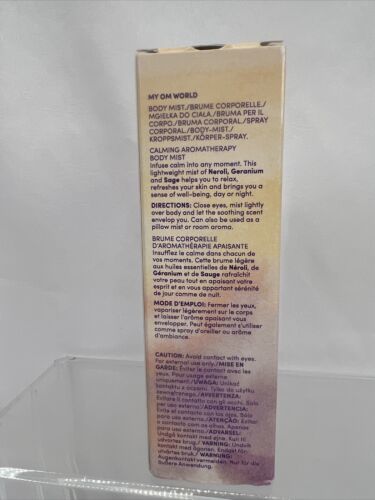 MY OM WORLD
BODY MIST./BRUME CORPORELLE./
MGIEŁKA DO CIAŁA./BRUMA PER IL
CORPO./BRUMA CORPORAL./SPRAY
CORPORAL./BODY-MIST./
KROPPSMIST./KÖRPER-SPRAY.
CALMING AROMATHERAPY
BODY MIST
Infuse calm into any moment. This
lightweight mist of Neroli, Geranium
and Sage helps you to relax,
refreshes your skin and brings you a
sense of well-being, day or night.
DIRECTIONS: Close eyes, mist lightly
over body and let the soothing scent
envelop you. Can also be used as a
pillow mist or room aroma.
BRUME CORPORELLE
D'AROMATHÉRAPIE APAISANTE
Insufflez le calme dans chacun de
vos moments. Cette brume légère
aux huiles essentielles de Néroli, de
Géranium et de Sauge rafraîchit
votre peau tout en apaisant votre
esprit et en vous apportant sérénité
de jour comme de nuit.
MODE D'EMPLOI: Fermer les yeux,
vaporiser légèrement sur le corps
et laisser l'arôme apaisant vous
envelopper. Peut également s'utiliser
comme spray d'oreiller ou arôme
d'ambiance.
CAUTION: Avoid contact with eyes.
For external use only./MISE EN
GARDE: Éviter le contact avec les
yeux. Pour usage externe
uniquement./UWAGA: Unikać
kontaktu z oczami. Tylko do użytku
zewnętrznego./AVVERTENZA:
Evitare il contatto con gli occhi. Solo
per uso esterno./ADVERTENCIA:
Evite el contacto con los ojos. Sólo
para uso externo./ATENÇÃO: Evitar
o contacto com os olhos. Apenas
para uso externo./ADVARSEL:
Undgå kontakt med øjne. Kun til
udvortes brug./ VARNING: Undvik
kontakt med ögonen. Endast för
utvärtes bruk./ WARNUNG:
Augenkontakt vermeiden. Nur für die
äußere Anwendung.